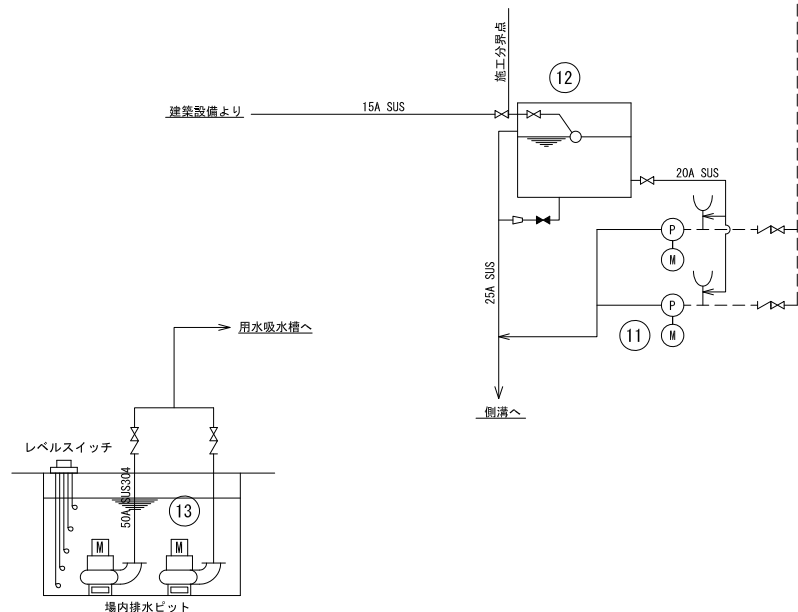 施工分界点
⑫
建築設備より
15A SUS
20A SUS
P
M
25A SUS
P
M
⑪
用水吸水槽へ
側溝へ
レベルスイッチ
50A SUS304
⑬
M
M
場内排水ピット